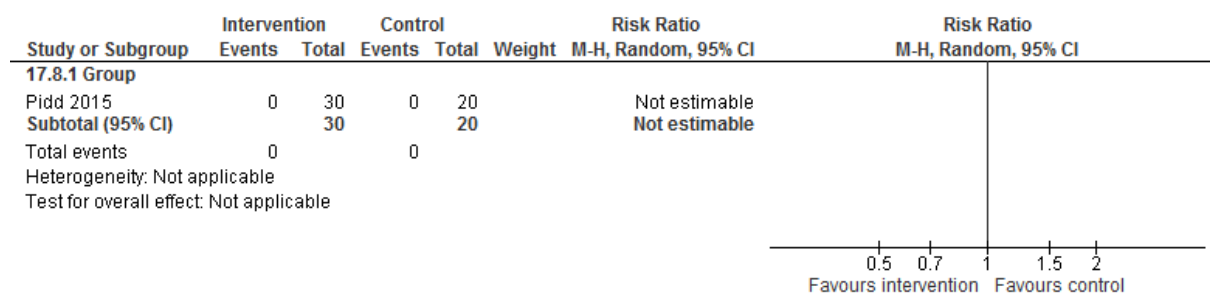 Intervention Control Risk Ratio Risk Ratio
Study or Subgroup Events Total Events Total Weight M-H, Random, 95% CI M-H, Random, 95% CI
17.8.1 Group
Pidd 2015 0 30 0 20 Not estimable
Subtotal (95% CI) 30 20 Not estimable
Total events 0 0
Heterogeneity: Not applicable
Test for overall effect: Not applicable
0.5 0.7 1 1.5 2
Favours intervention Favours control